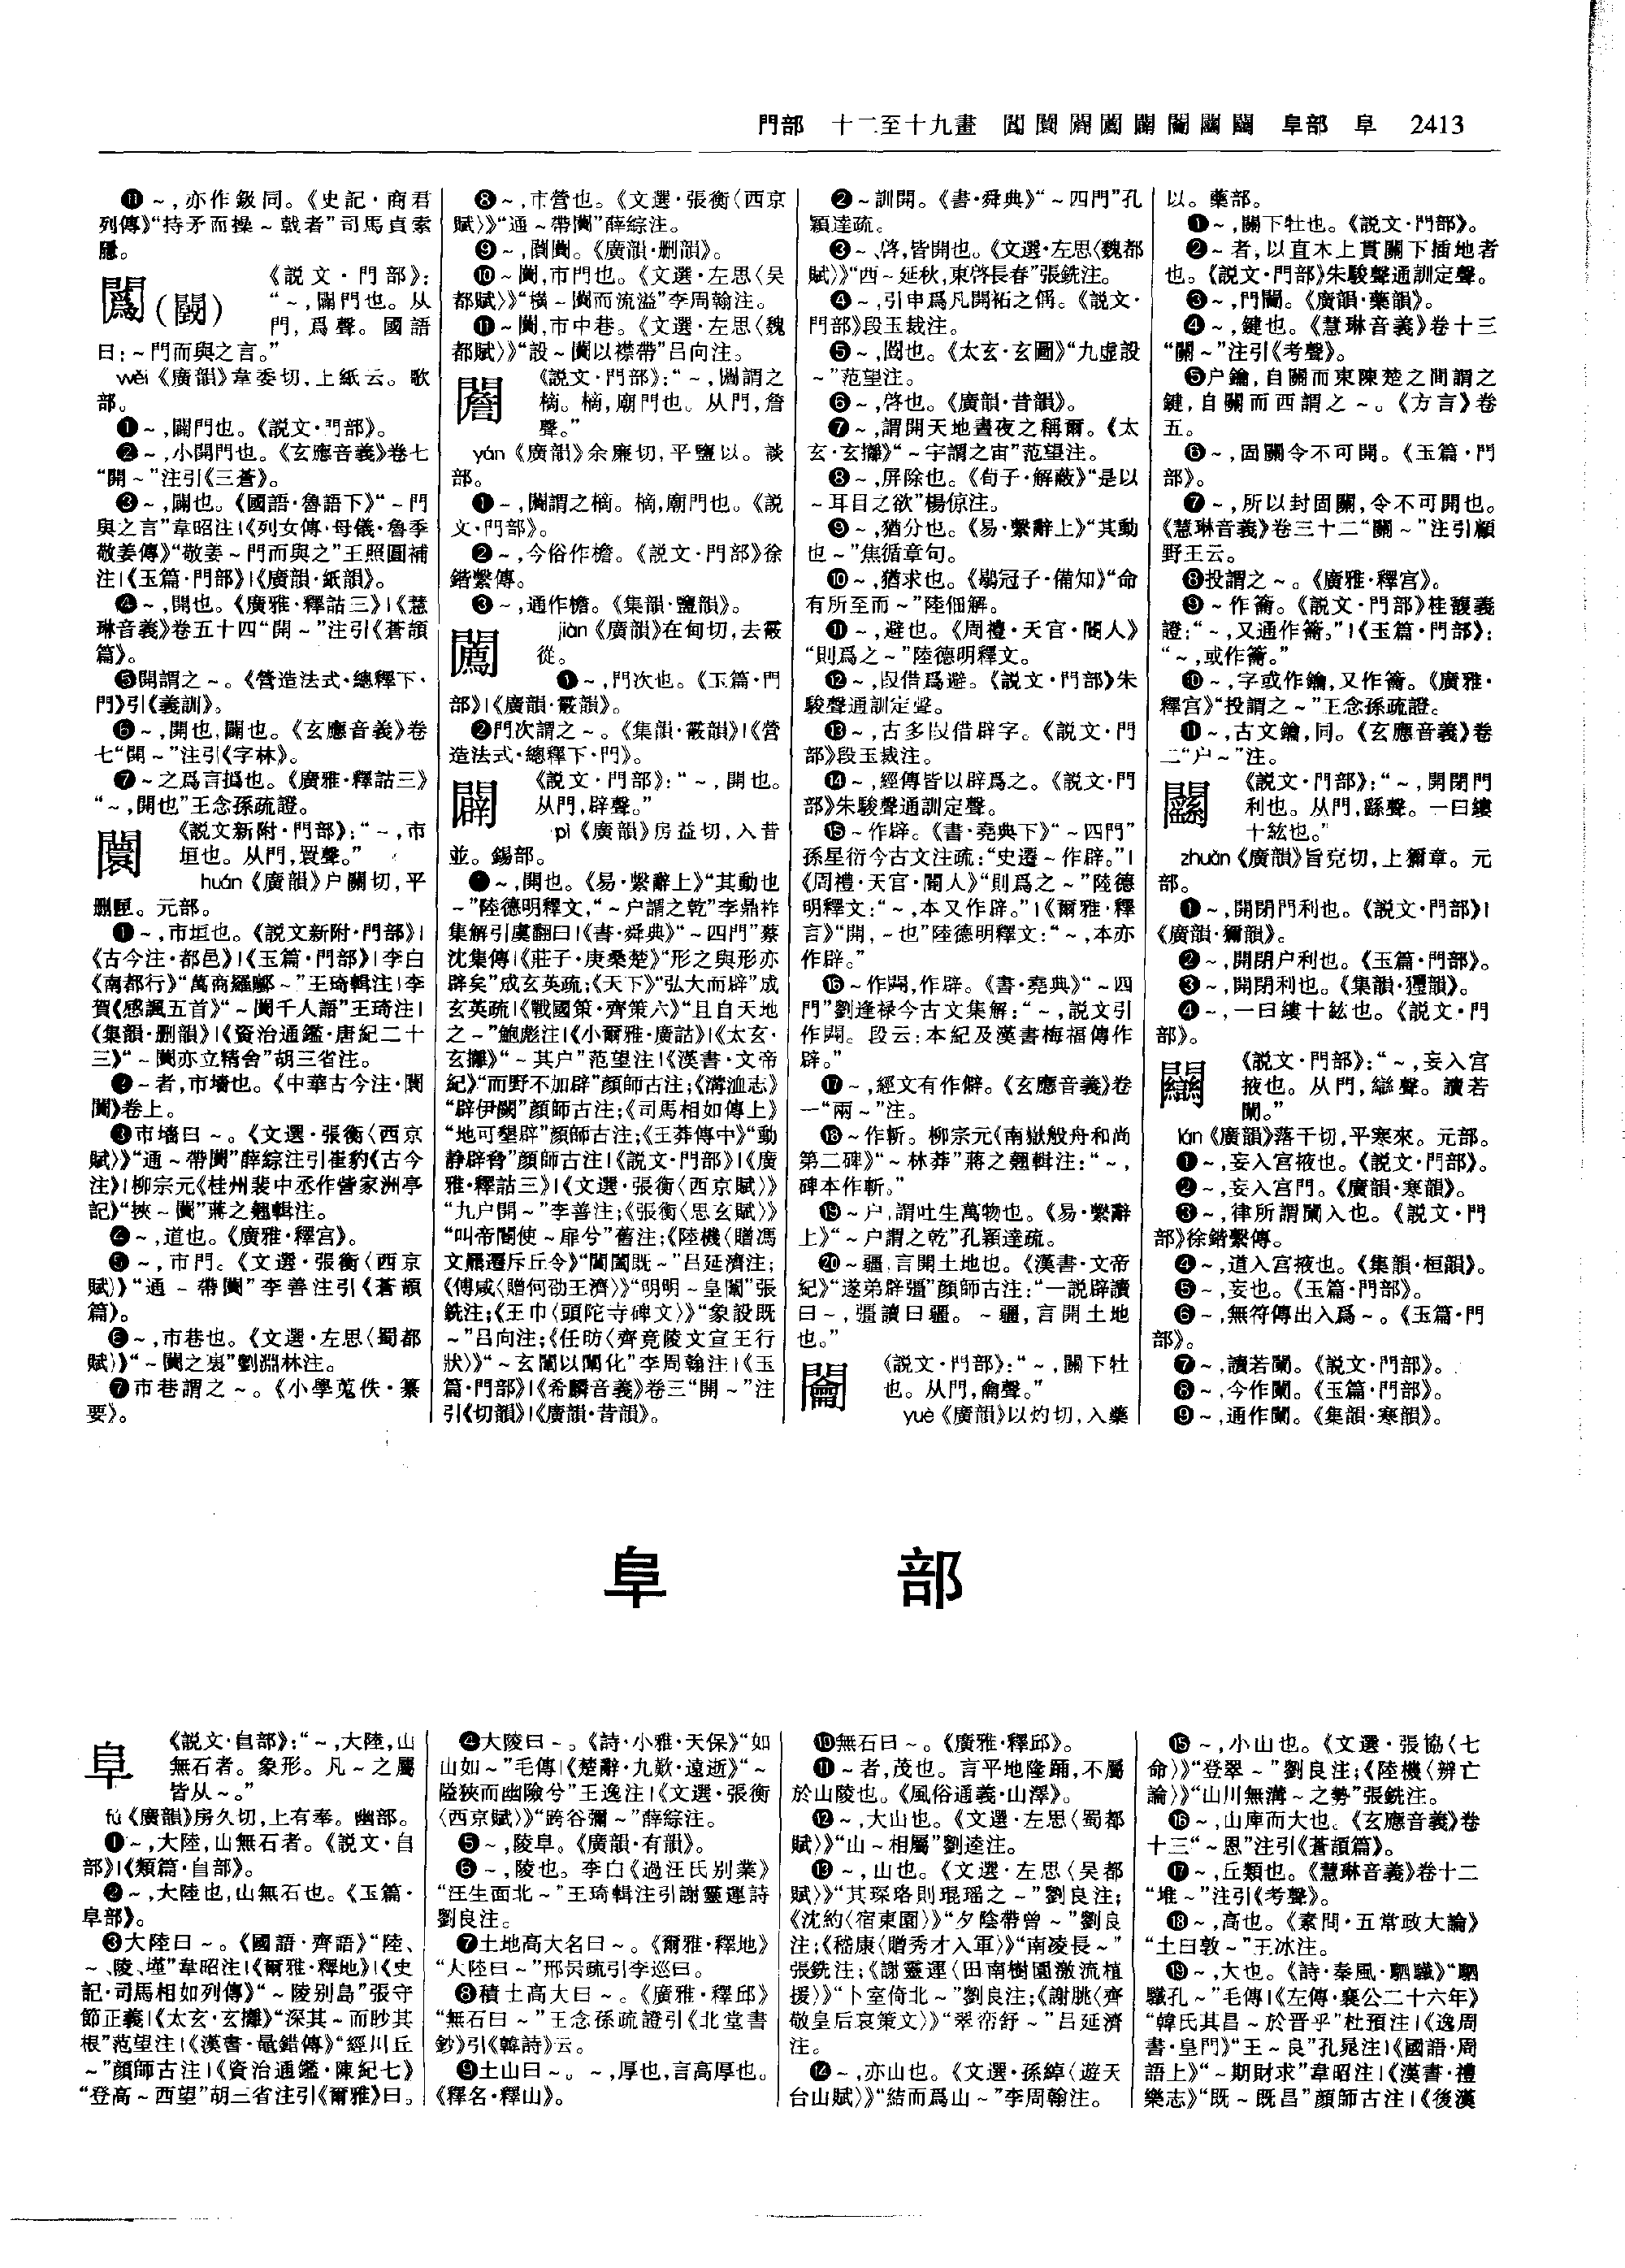 門部 十二至十九畫 闖闤闇闒闢闥闣闤 阜部 阜 2413
⓫～,亦作鈒同。《史記·商君
列傳》“持矛而操～戟者”司馬貞索
隱。
闖(闖)
《説文·門部》:
“～,闢門也。从
門,爲聲。國語
曰:～門而與之言。”
wěi《廣韻》韋委切,上紙云。歌
部。
❶～,闢門也。《説文·門部》。
❷～,小開門也。《玄應音義》卷七
“開～”注引《三蒼》。
❸～,闢也。《國語·魯語下》“～門
與之言”韋昭注|《列女傳·母儀·魯季
敬姜傳》“敬姜～門而與之”王照圓補
注|《玉篇·門部》|《廣韻·紙韻》。
❹～,開也。《廣雅·釋詁三》|《慧
琳音義》卷五十四“開～”注引《蒼頡
篇》。
❺開謂之～。《營造法式·總釋下·
門》引《義訓》。
❻～,開也,闢也。《玄應音義》卷
七“開～”注引《字林》。
❼～之爲言撝也。《廣雅·釋詁三》
“～,開也”王念孫疏證。
闤
《説文新附·門部》:“～,市
垣也。从門,睘聲。”
huán《廣韻》户關切,平
删匣。元部。
❶～,市垣也。《説文新附·門部》|
《古今注·都邑》|《玉篇·門部》|李白
《南都行》“萬商羅鄽～”王琦輯注|李
賀《感諷五首》“～闠千人語”王琦注|
《集韻·删韻》|《資治通鑑·唐紀二十
三》“～闠亦立精舍”胡三省注。
❷～者,市墻也。《中華古今注·闤
闠》卷上。
❸市墻曰～。《文選·張衡〈西京
賦〉》“通～帶闠”薛綜注引崔豹《古今
注》|柳宗元《桂州裴中丞作訾家洲亭
記》“挾～闠”蔣之翹輯注。
❹～,道也。《廣雅·釋宫》。
❺～,市門。《文選·張衡〈西京
賦〉》“通～帶闠”李善注引《蒼頡
篇》。
❻～,市巷也。《文選·左思〈蜀都
賦〉》“～闠之裏”劉淵林注。
❼市巷謂之～。《小學蒐佚·纂
要》。
❽～,市營也。《文選·張衡〈西京
賦〉》“通～帶闠”薛綜注。
❾～,闤闠。《廣韻·删韻》。
❿～闠,市門也。《文選·左思〈吴
都賦〉》“横～闠而流溢”李周翰注。
⓫～闠,市中巷。《文選·左思〈魏
都賦〉》“設～闠以襟帶”吕向注。
闇
《説文·門部》:“～,闇謂之
樀。樀,廟門也。从門,詹
聲。”
yán《廣韻》余廉切,平鹽以。談
部。
❶～,闇謂之樀。樀,廟門也。《説
文·門部》。
❷～,今俗作檐。《説文·門部》徐
鍇繫傳。
❸～,通作檐。《集韻·鹽韻》。
jiàn《廣韻》在甸切,去霰
從。
❶～,門次也。《玉篇·門
部》|《廣韻·霰韻》。
❷門次謂之～。《集韻·霰韻》|《營
造法式·總釋下·門》。
闢
《説文·門部》:“～,開也。
从門,辟聲。”
pì《廣韻》房益切,入昔
並。錫部。
❶～,開也。《易·繫辭上》“其動也
～”陸德明釋文,“～户謂之乾”李鼎祚
集解引虞翻曰|《書·舜典》“～四門”蔡
沈集傳|《莊子·庚桑楚》“形之與形亦
辟矣”成玄英疏;《天下》“弘大而辟”成
玄英疏|《戰國策·齊策六》“且自天地
之～”鮑彪注|《小爾雅·廣詁》|《太玄·
玄攡》“～其户”范望注|《漢書·文帝
紀》“而野不加辟”顔師古注;《溝洫志》
“辟伊闕”顔師古注;《司馬相如傳上》
“地可墾辟”顔師古注;《王莽傳中》“動
静辟脅”顔師古注|《説文·門部》|《廣
雅·釋詁三》|《文選·張衡〈西京賦〉》
“九户開～”李善注;《張衡〈思玄賦〉》
“叫帝閽使～扉兮”舊注;《陸機〈贈馮
文羆遷斥丘令〉》“閶闔既～”吕延濟注;
《傅咸〈贈何劭王濟〉》“明明～皇闈”張
銑注;《王巾〈頭陀寺碑文〉》“象設既
～”吕向注;《任昉〈齊竟陵文宣王行
狀〉》“～玄闈以闡化”李周翰注|《玉
篇·門部》|《希麟音義》卷三“開～”注
引《切韻》|《廣韻·昔韻》。
❷～訓開。《書·舜典》“～四門”孔
穎達疏。
❸～、啓,皆開也。《文選·左思〈魏都
賦〉》“西～延秋,東啓長春”張銑注。
❹～,引申爲凡開祏之偁。《説文·
門部》段玉裁注。
❺～,闓也。《太玄·玄圖》“九虚設
～”范望注。
❻～,啓也。《廣韻·昔韻》。
❼～,謂開天地晝夜之稱爾。《太
玄·玄攡》“～宇謂之宙”范望注。
❽～,屏除也。《荀子·解蔽》“是以
～耳目之欲”楊倞注。
❾～,猶分也。《易·繫辭上》“其動
也～”焦循章句。
❿～,猶求也。《鶡冠子·備知》“命
有所至而～”陸佃解。
⓫～,避也。《周禮·天官·閽人》
“則爲之～”陸德明釋文。
⓬～,叚借爲避。《説文·門部》朱
駿聲通訓定聲。
⓭～,古多叚借辟字。《説文·門
部》段玉裁注。
⓮～,經傳皆以辟爲之。《説文·門
部》朱駿聲通訓定聲。
⓯～作辟。《書·堯典下》“～四門”
孫星衍今古文注疏:“史遷～作辟。”|
《周禮·天官·閽人》“則爲之～”陸德
明釋文:“～,本又作辟。”|《爾雅·釋
言》“開,～也”陸德明釋文:“～,本亦
作辟。”
⓰～作䦕,作辟。《書·堯典》“～四
門”劉逢禄今古文集解:“～,説文引
作䦕。段云:本紀及漢書梅福傳作
辟。”
⓱～,經文有作僻。《玄應音義》卷
一“兩～”注。
⓲～作斬。柳宗元《南嶽般舟和尚
第二碑》“～林莽”蔣之翹輯注:“～,
碑本作斬。”
⓳～户,謂吐生萬物也。《易·繫辭
上》“～户謂之乾”孔穎達疏。
⓴～疆,言開土地也。《漢書·文帝
紀》“遂弟辟彊”顔師古注:“一説辟讀
曰～,彊讀曰疆。～疆,言開土地
也。”
闟
《説文·門部》:“～,關下牡
也。从門,龠聲。”
yuè《廣韻》以灼切,入藥
以。藥部。
❶～,關下牡也。《説文·門部》。
❷～者,以直木上貫關下插地者
也。《説文·門部》朱駿聲通訓定聲。
❸～,門關。《廣韻·藥韻》。
❹～,鍵也。《慧琳音義》卷十三
“關～”注引《考聲》。
❺户鑰,自關而東陳楚之間謂之
鍵,自關而西謂之～。《方言》卷
五。
❻～,固關令不可開。《玉篇·門
部》。
❼～,所以封固關,令不可開也。
《慧琳音義》卷三十二“關～”注引顧
野王云。
❽投謂之～。《廣雅·釋宫》。
❾～作籥。《説文·門部》桂馥義
證:“～,又通作籥。”|《玉篇·門部》:
“～,或作籥。”
❿～,字或作鑰,又作籥。《廣雅·
釋宫》“投謂之～”王念孫疏證。
⓫～,古文鑰,同。《玄應音義》卷
二“户～”注。
《説文·門部》:“～,開閉門
利也。从門,繇聲。一曰縷
十紘也。”
zhuǎn《廣韻》旨兖切,上獮章。元
部。
❶～,開閉門利也。《説文·門部》|
《廣韻·獮韻》。
❷～,開閉户利也。《玉篇·門部》。
❸～,開閉利也。《集韻·獮韻》。
❹～,一曰縷十紘也。《説文·門
部》。
《説文·門部》:“～,妄入宫
掖也。从門,䜌聲。讀若
闌。”
lán《廣韻》落干切,平寒來。元部。
❶～,妄入宫掖也。《説文·門部》。
❷～,妄入宫門。《廣韻·寒韻》。
❸～,律所謂闌入也。《説文·門
部》徐鍇繫傳。
❹～,道入宫掖也。《集韻·桓韻》。
❺～,妄也。《玉篇·門部》。
❻～,無符傳出入爲～。《玉篇·門
部》。
❼～,讀若闌。《説文·門部》。
❽～,今作闌。《玉篇·門部》。
❾～,通作闌。《集韻·寒韻》。
阜 部
阜
《説文·𨸏部》:“～,大陸,山
無石者。象形。凡～之屬
皆从～。”
fù《廣韻》房久切,上有奉。幽部。
❶～,大陸,山無石者。《説文·𨸏
部》|《類篇·𨸏部》。
❷～,大陸也,山無石也。《玉篇·
阜部》。
❸大陸曰～。《國語·齊語》“陸、
～、陵、墐”韋昭注|《爾雅·釋地》|《史
記·司馬相如列傳》“～陵别島”張守
節正義|《太玄·玄攡》“深其～而眇其
根”范望注|《漢書·鼂錯傳》“經川丘
～”顔師古注|《資治通鑑·陳紀七》
“登高～西望”胡三省注引《爾雅》曰。
❹大陵曰～。《詩·小雅·天保》“如
山如～”毛傳|《楚辭·九歎·遠逝》“～
隘狹而幽險兮”王逸注|《文選·張衡
〈西京賦〉》“跨谷彌～”薛綜注。
❺～,陵阜。《廣韻·有韻》。
❻～,陵也。李白《過汪氏别業》
“汪生面北～”王琦輯注引謝靈運詩
劉良注。
❼土地高大名曰～。《爾雅·釋地》
“大陸曰～”邢昺疏引李巡曰。
❽積土高大曰～。《廣雅·釋邱》
“無石曰～”王念孫疏證引《北堂書
鈔》引《韓詩》云。
❾土山曰～。～,厚也,言高厚也。
《釋名·釋山》。
❿無石曰～。《廣雅·釋邱》。
⓫～者,茂也。言平地隆踊,不屬
於山陵也。《風俗通義·山澤》。
⓬～,大山也。《文選·左思〈蜀都
賦〉》“山～相屬”劉逵注。
⓭～,山也。《文選·左思〈吴都
賦〉》“其琛賂則琨瑶之～”劉良注;
《沈約〈宿東園〉》“夕陰帶曾～”劉良
注;《嵇康〈贈秀才入軍〉》“南凌長～”
張銑注;《謝靈運〈田南樹園激流植
援〉》“卜室倚北～”劉良注;《謝朓〈齊
敬皇后哀策文〉》“翠帟舒～”吕延濟
注。
⓮～,亦山也。《文選·孫綽〈遊天
台山賦〉》“結而爲山～”李周翰注。
⓯～,小山也。《文選·張協〈七
命〉》“登翠～”劉良注;《陸機〈辨亡
論〉》“山川無溝～之勢”張銑注。
⓰～,山庳而大也。《玄應音義》卷
十三“～恩”注引《蒼頡篇》。
⓱～,丘類也。《慧琳音義》卷十二
“堆～”注引《考聲》。
⓲～,高也。《素問·五常政大論》
“土曰敦～”王冰注。
⓳～,大也。《詩·秦風·駟驖》“駟
驖孔～”毛傳|《左傳·襄公二十六年》
“韓氏其昌～於晉乎”杜預注|《逸周
書·皇門》“王～良”孔晁注|《國語·周
語上》“～期財求”韋昭注|《漢書·禮
樂志》“既～既昌”顔師古注|《後漢